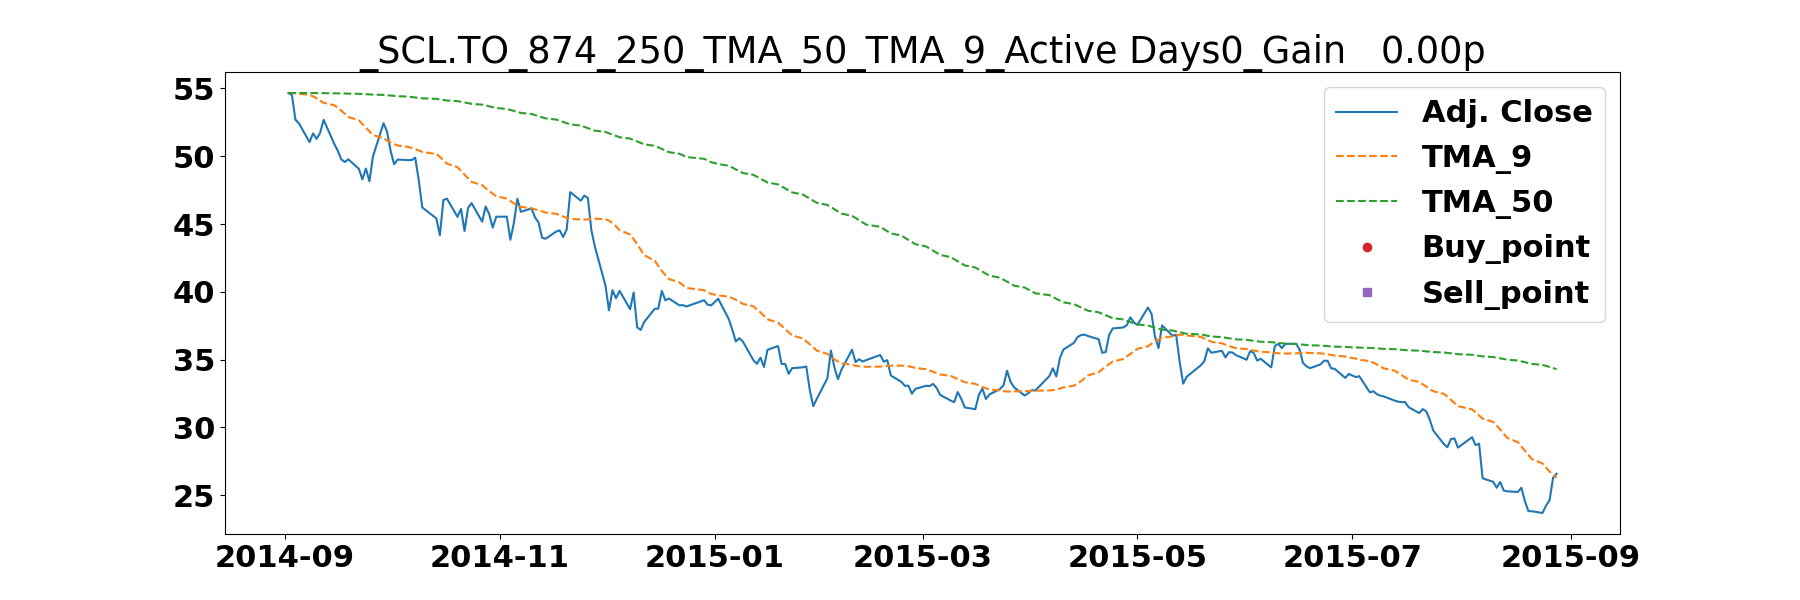 _SCL.TO_874_250_TMA_50_TMA_9_Active Days0_Gain   0.00p
55
50
45
40
35
30
25
Adj. Close
TMA_9
TMA_50
Buy_point
Sell_point
2014-09 2014-11 2015-01 2015-03 2015-05 2015-07 2015-09